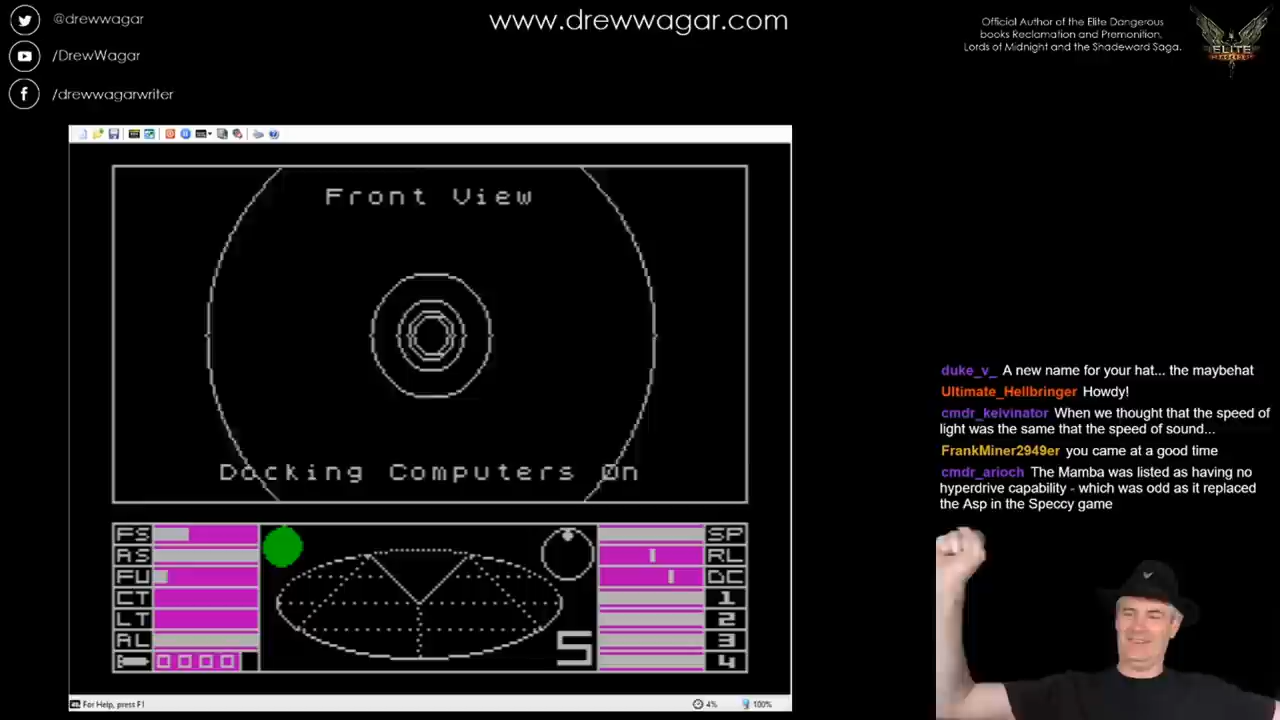 @drewwagar
/DrewWagar
/drewwagarwriter
www.drewwagar.com
Official Author of the Elite Dangerous
books Reclamation and Premonition,
Lords of Midnight and the Shadeward Saga.
ELITE
Front View
Docking Computers On
FS
AS
FU
CT
LT
AL
S
SP
RL
DC
1
2
3
4
For Help, press F1
4%
100%
duke_v_ A new name for your hat... the maybehat
Ultimate_Hellbringer Howdy!
cmdr_kelvinator When we thought that the speed of
light was the same that the speed of sound...
FrankMiner2949er you came at a good time
cmdr_arioch The Mamba was listed as having no
hyperdrive capability - which was odd as it replaced
the Asp in the Speccy game